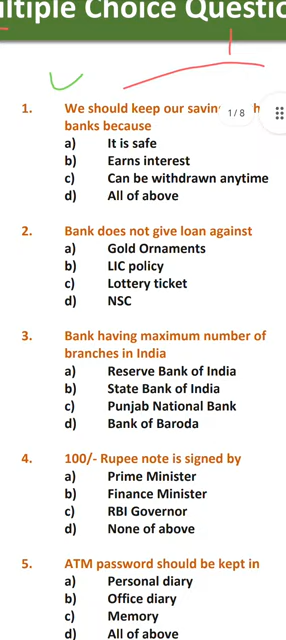 ltiple Choice Questio
1. We should keep our saving
banks because
1/8
a) It is safe
b) Earns interest
c) Can be withdrawn anytime
d) All of above
2. Bank does not give loan against
a) Gold Ornaments
b) LIC policy
c) Lottery ticket
d) NSC
3. Bank having maximum number of
branches in India
a) Reserve Bank of India
b) State Bank of India
c) Punjab National Bank
d) Bank of Baroda
4. 100/- Rupee note is signed by
a) Prime Minister
b) Finance Minister
c) RBI Governor
d) None of above
5. ATM password should be kept in
a) Personal diary
b) Office diary
c) Memory
d) All of above